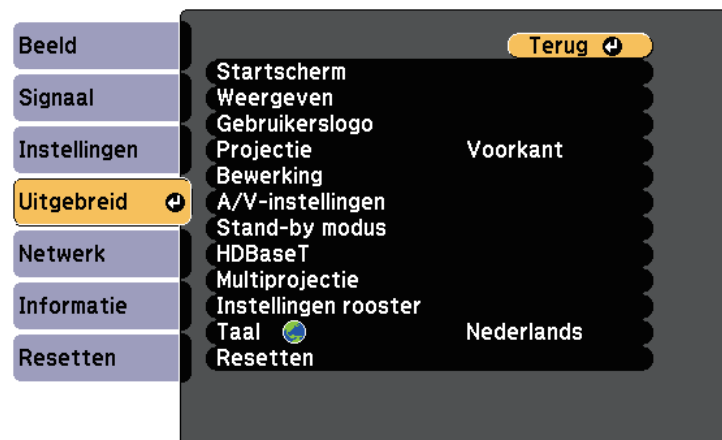 Beeld
Signaal
Instellingen
Uitgebreid
Netwerk
Informatie
Resetten
Terug
Startscherm
Weergeven
Gebruikerslogo
Projectie Voorkant
Bewerking
A/V-instellingen
Stand-by modus
HDBaseT
Multiprojectie
Instellingen rooster
Taal Nederlands
Resetten